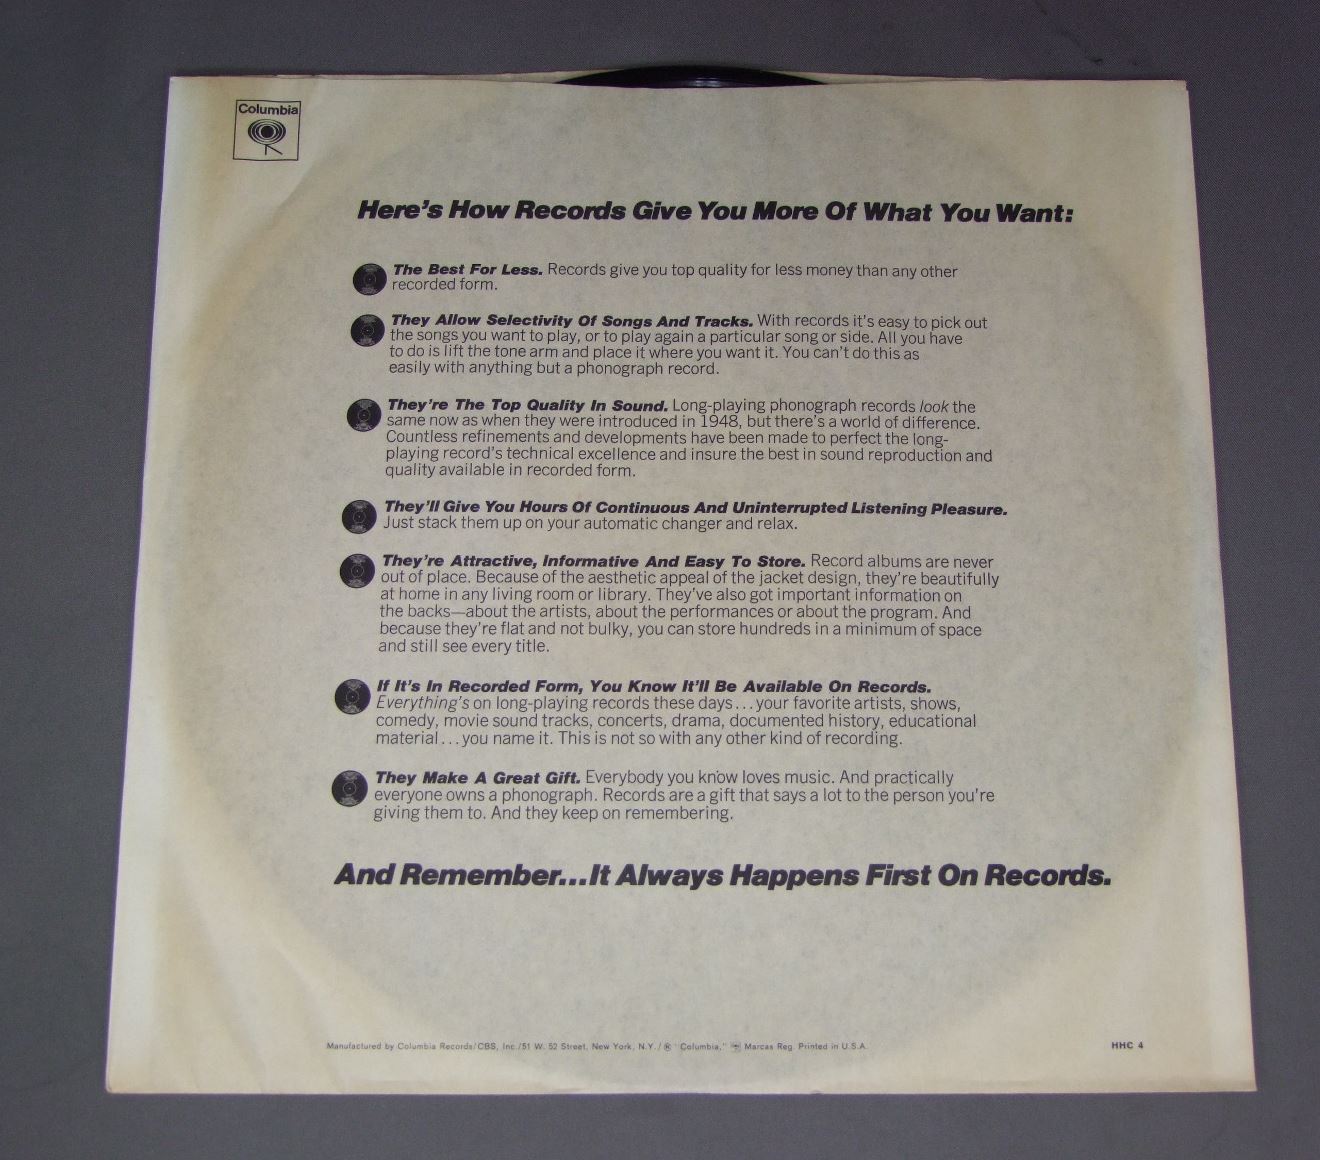 Columbia
Here's How Records Give You More Of What You Want:
The Best For Less. Records give you top quality for less money than any other
recorded form.
They Allow Selectivity Of Songs And Tracks. With records it's easy to pick out
the songs you want to play, or to play again a particular song or side. All you have
to do is lift the tone arm and place it where you want it. You can't do this as
easily with anything but a phonograph record.
They're The Top Quality In Sound. Long-playing phonograph records look the
same now as when they were introduced in 1948, but there's a world of difference.
Countless refinements and developments have been made to perfect the long-
playing record's technical excellence and insure the best in sound reproduction and
quality available in recorded form.
They'll Give You Hours Of Continuous And Uninterrupted Listening Pleasure.
Just stack them up on your automatic changer and relax.
They're Attractive, Informative And Easy To Store. Record albums are never
out of place. Because of the aesthetic appeal of the jacket design, they're beautifully
at home in any living room or library. They've also got important information on
the backs—about the artists, about the performances or about the program. And
because they're flat and not bulky, you can store hundreds in a minimum of space
and still see every title.
If It's In Recorded Form, You Know It'll Be Available On Records.
Everything's on long-playing records these days...your favorite artists, shows,
comedy, movie sound tracks, concerts, drama, documented history, educational
material...you name it. This is not so with any other kind of recording.
They Make A Great Gift. Everybody you know loves music. And practically
everyone owns a phonograph. Records are a gift that says a lot to the person you're
giving them to. And they keep on remembering.
And Remember...It Always Happens First On Records.
Manufactured by Columbia Records/CBS, Inc./51 W. 52 Street, New York, N.Y./® "Columbia," Marcas Reg. Printed in U.S.A.
HHC 4